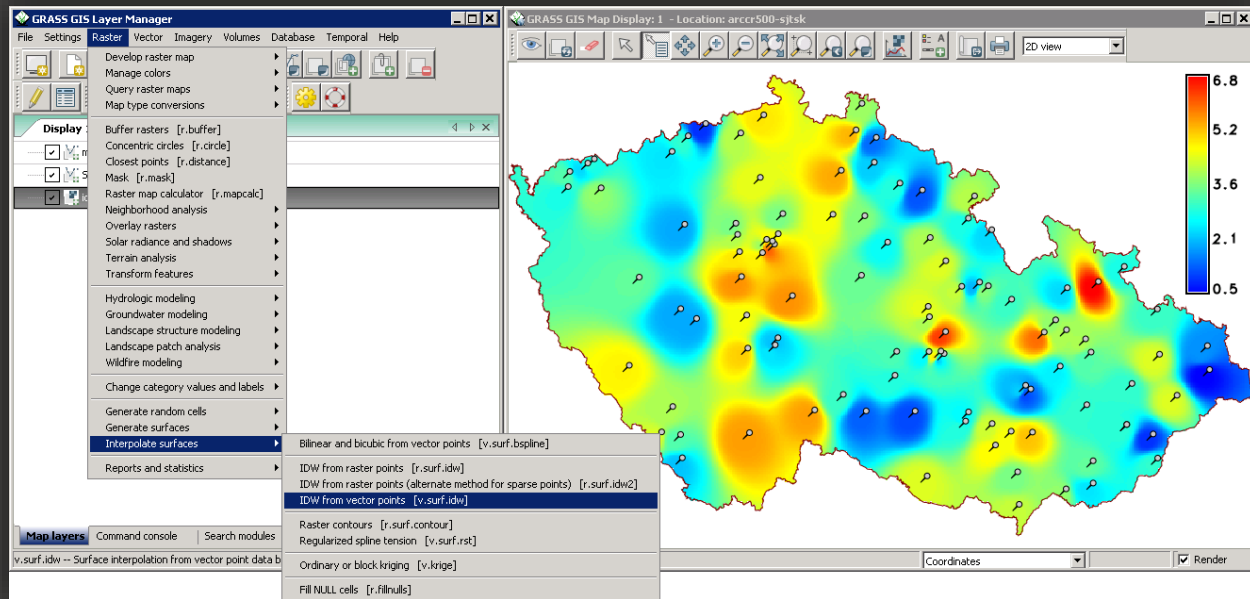 GRASS GIS Layer Manager
File Settings Raster Vector Imagery Volumes Database Temporal Help
Develop raster map
Manage colors
Query raster maps
Map type conversions
Display
Buffer rasters [r.buffer]
Concentric circles [r.circle]
Closest points [r.distance]
Mask [r.mask]
Raster map calculator [r.mapcalc]
Neighborhood analysis
Overlay rasters
Solar radiance and shadows
Terrain analysis
Transform features
Hydrologic modeling
Groundwater modeling
Landscape structure modeling
Landscape patch analysis
Wildfire modeling
Change category values and labels
Generate random cells
Generate surfaces
Interpolate surfaces
Reports and statistics
Bilinear and bicubic from vector points [v.surf.bspline]
IDW from raster points [r.surf.idw]
IDW from raster points (alternate method for sparse points) [r.surf.idw2]
IDW from vector points [v.surf.idw]
Raster contours [r.surf.contour]
Regularized spline tension [v.surf.rst]
Ordinary or block kriging [v.krige]
Fill NULL cells [r.fillnulls]
Map layers Command console Search modules
v.surf.idw -- Surface interpolation from vector point data b
GRASS GIS Map Display: 1 - Location: arccr500-sjtsk
2D view
6.8
5.2
3.6
2.1
0.5
Coordinates
Render